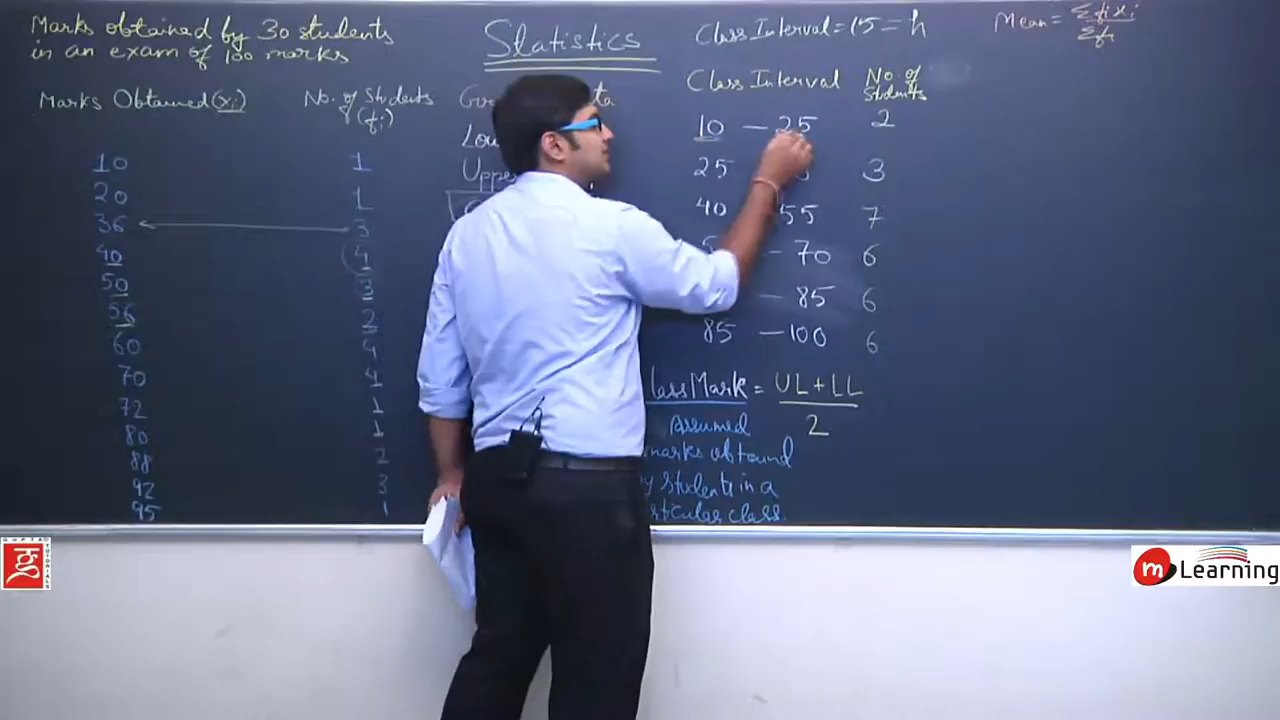 Marks obtained by 30 students
in an exam of 100 marks
Marks Obtained (xi)
No. of Students
(fi)
10 1
20 1
36 3
40 4
50 3
56 2
60 4
70 4
72 1
80 1
88 2
92 3
95 1
Statistics
Class Interval = 15 = h
Class Interval
No. of
Students
10 — 25 2
25 3
40 55 7
— 70 6
— 85 6
85 — 100 6
lassMark = UL + LL
2
Assumed
marks obtained
y students in a
rticular class.
Mean = Σfixi
Σfi
GUPTA TUTORIALS
m Learning